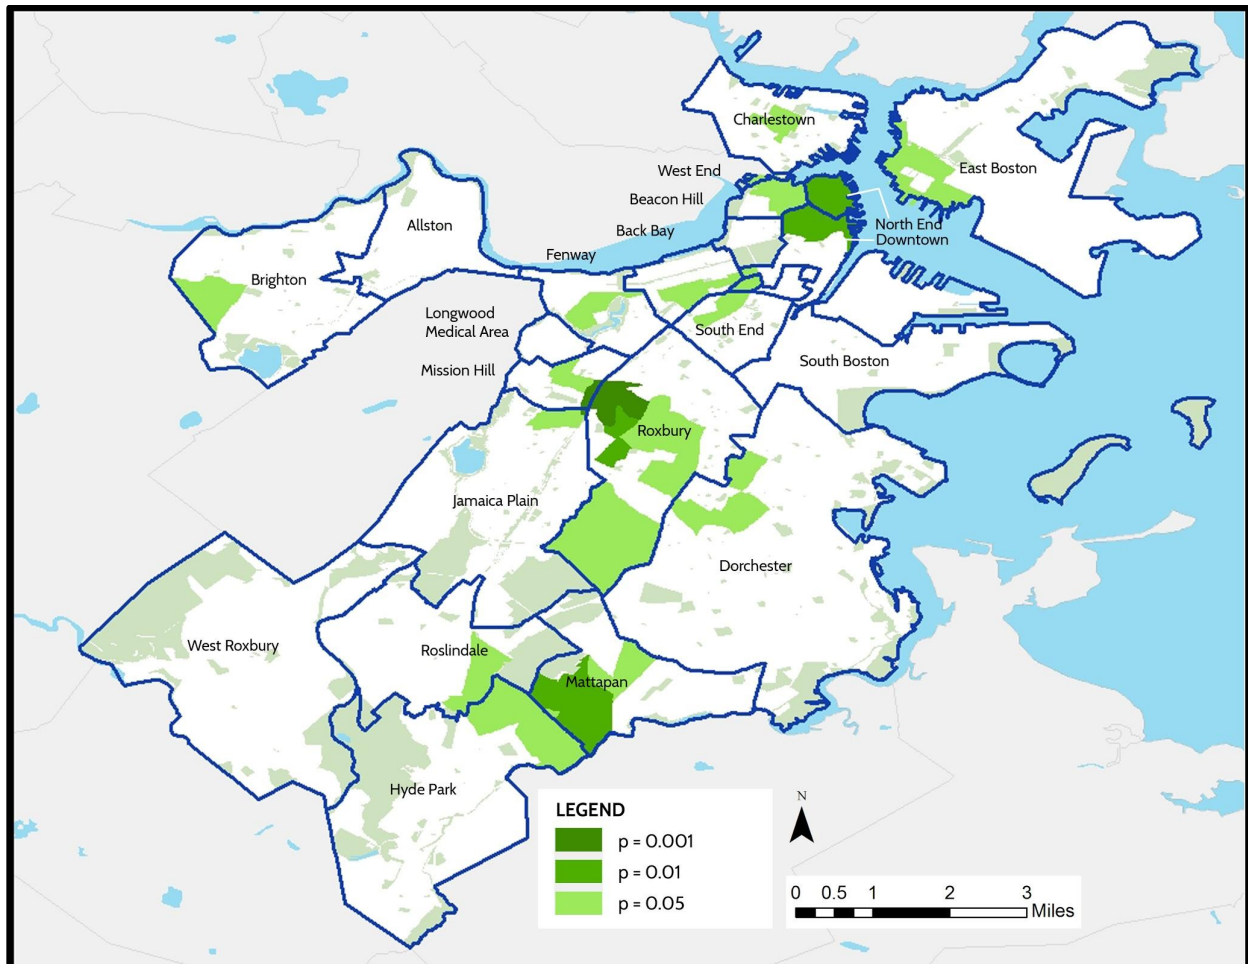 Charlestown
West End
East Boston
Beacon Hill
Allston
North End
Back Bay
Downtown
Fenway
Brighton
Longwood
Medical Area
South End
South Boston
Mission Hill
Roxbury
Jamaica Plain
Dorchester
West Roxbury
Roslindale
Mattapan
Hyde Park
LEGEND
p = 0.001
p = 0.01
p = 0.05
N
0 0.5 1 2 3
Miles